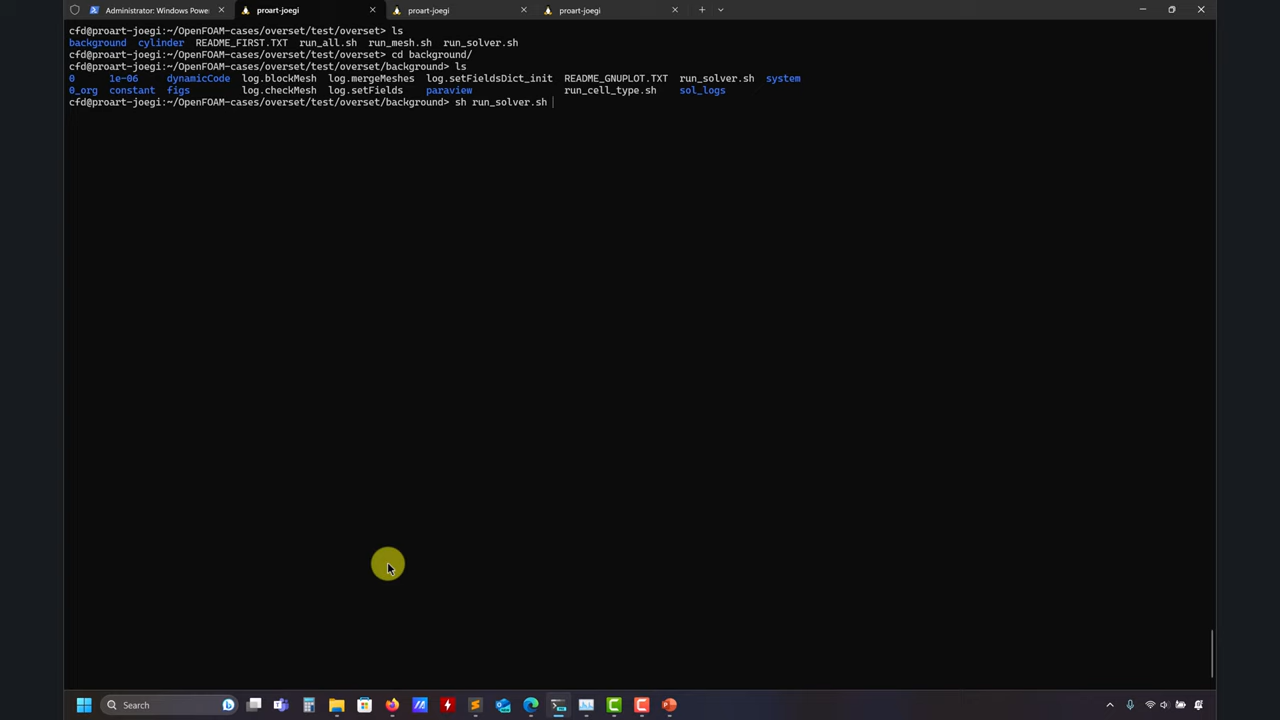 Administrator: Windows Powe
proart-joegi
proart-joegi
proart-joegi
cfd@proart-joegi:~/OpenFOAM-cases/overset/test/overset> ls
background cylinder README_FIRST.TXT run_all.sh run_mesh.sh run_solver.sh
cfd@proart-joegi:~/OpenFOAM-cases/overset/test/overset> cd background/
cfd@proart-joegi:~/OpenFOAM-cases/overset/test/overset/background> ls
0 1e-06 dynamicCode log.blockMesh log.mergeMeshes log.setFieldsDict_init README_GNUPLOT.TXT run_solver.sh system
0_org constant figs log.checkMesh log.setFields paraview run_cell_type.sh sol_logs
cfd@proart-joegi:~/OpenFOAM-cases/overset/test/overset/background> sh run_solver.sh
Search